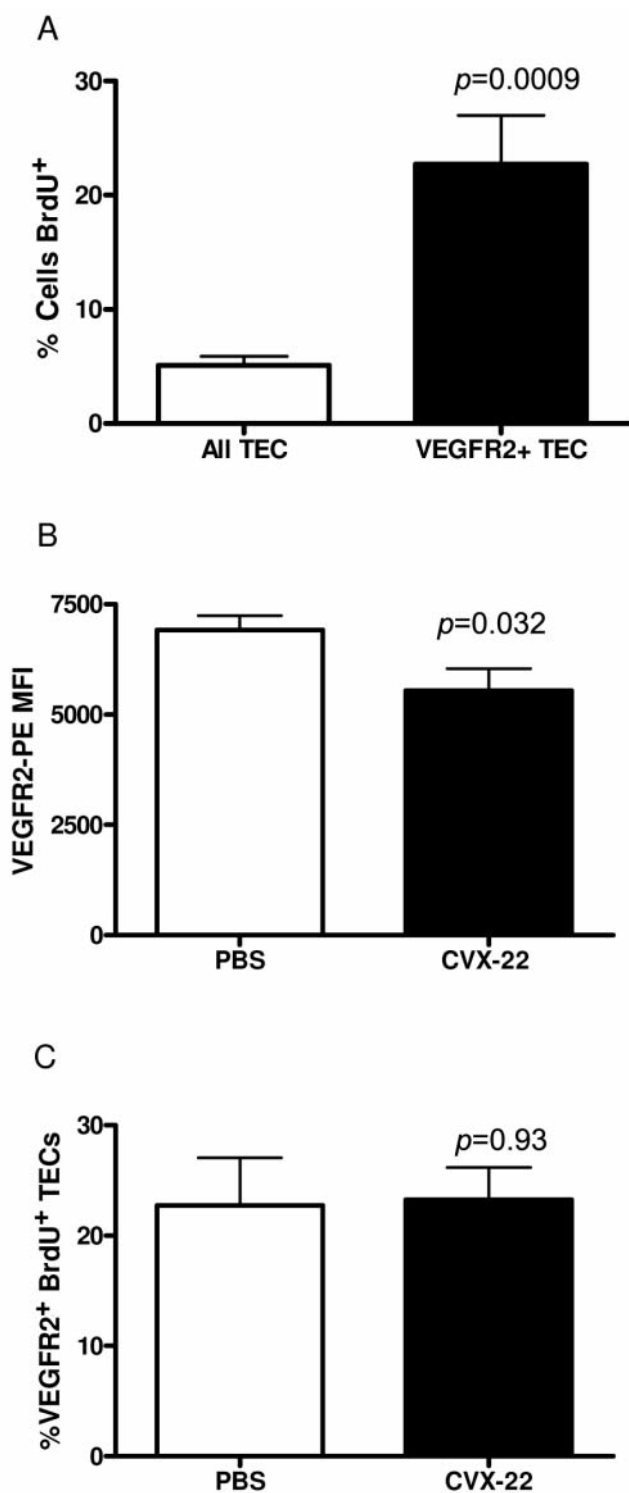 A
30
20
10
0
% Cells BrdU⁺
p=0.0009
All TEC
VEGFR2+ TEC
B
7500
5000
2500
0
VEGFR2-PE MFI
p=0.032
PBS
CVX-22
C
30
20
10
0
%VEGFR2⁺ BrdU⁺ TECs
p=0.93
PBS
CVX-22